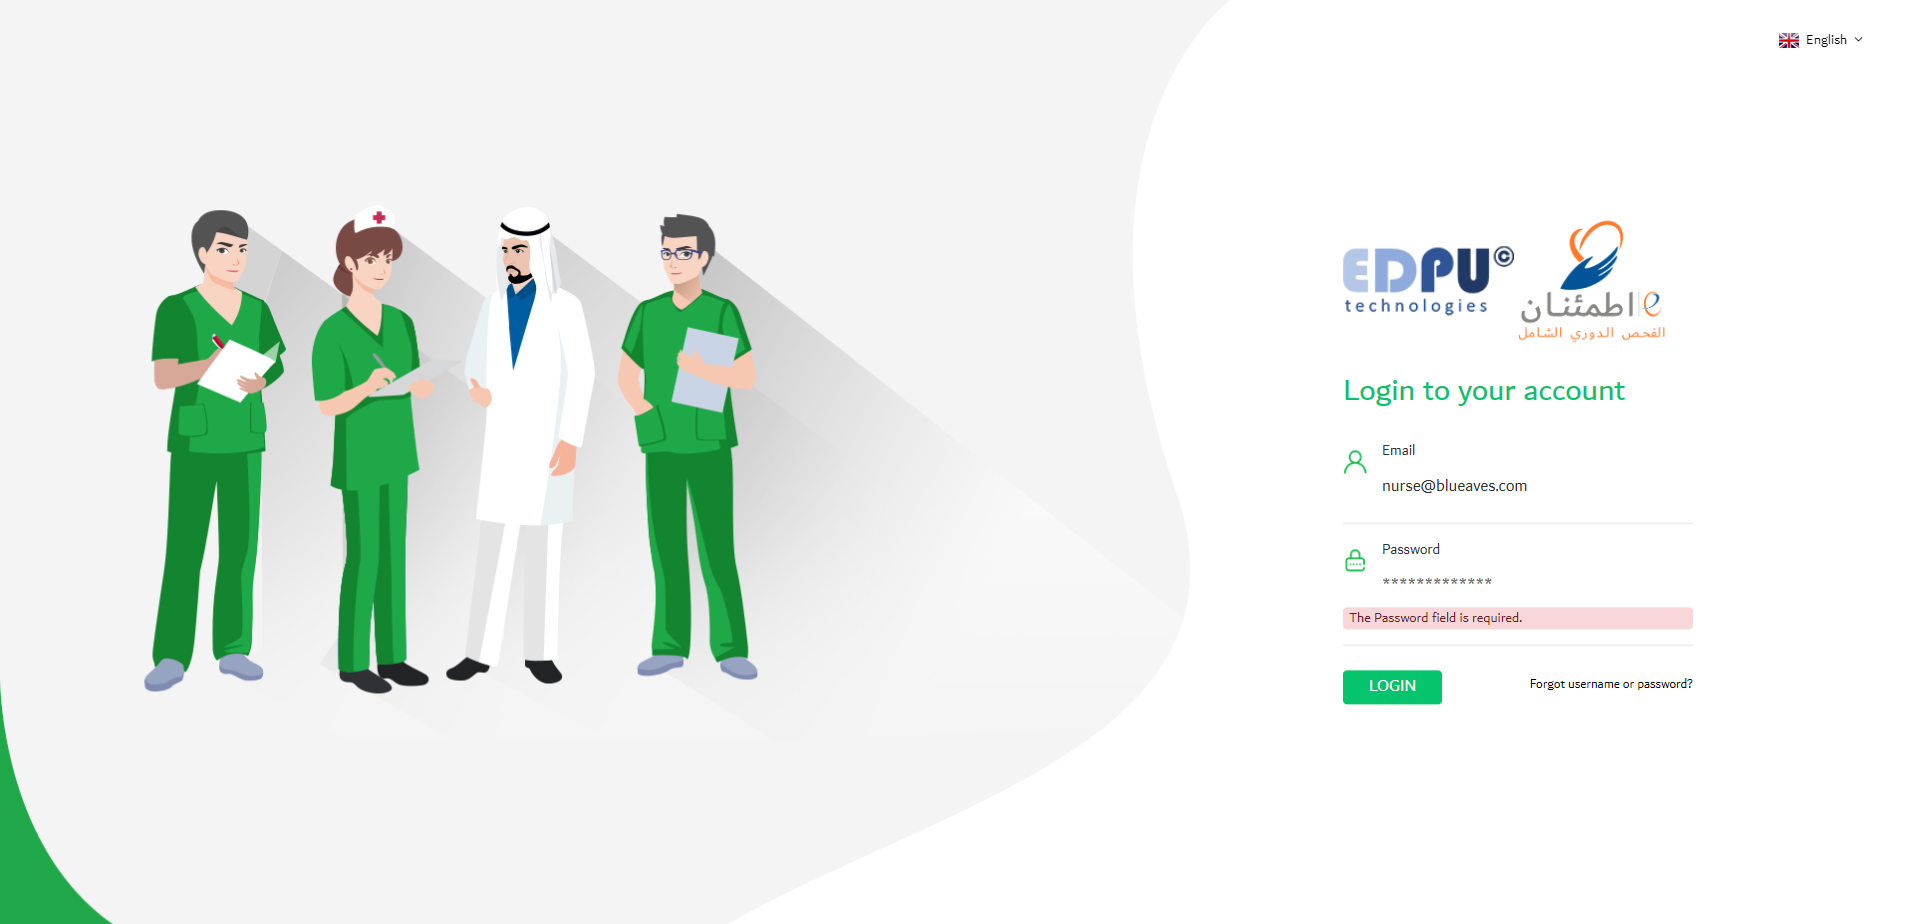 English
EDPU©
technologies
اطمئنان e
الفحص الدوري الشامل
Login to your account
Email
nurse@blueaves.com
Password
*************
The Password field is required.
LOGIN
Forgot username or password?